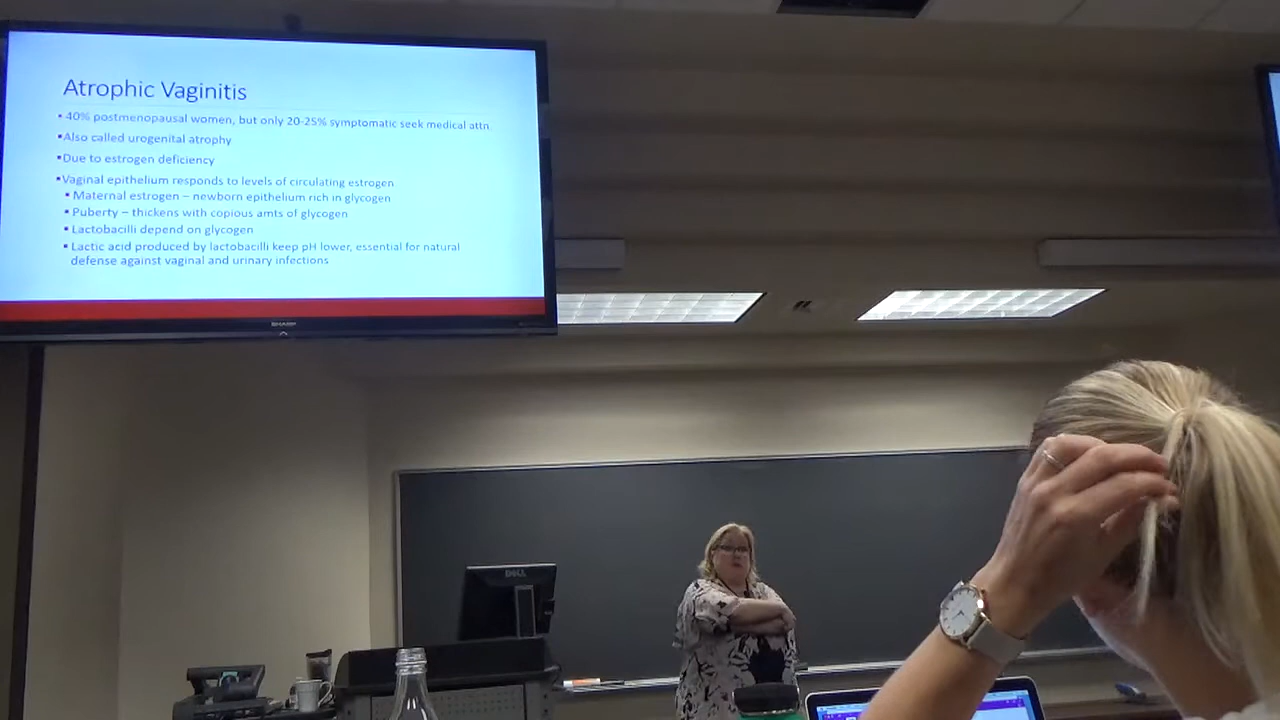 Atrophic Vaginitis
▪ 40% postmenopausal women, but only 20-25% symptomatic seek medical attn.
▪Also called urogenital atrophy
▪Due to estrogen deficiency
▪Vaginal epithelium responds to levels of circulating estrogen
▪ Maternal estrogen – newborn epithelium rich in glycogen
▪ Puberty – thickens with copious amts of glycogen
▪ Lactobacilli depend on glycogen
▪ Lactic acid produced by lactobacilli keep pH lower, essential for natural
defense against vaginal and urinary infections
SHARP
DELL